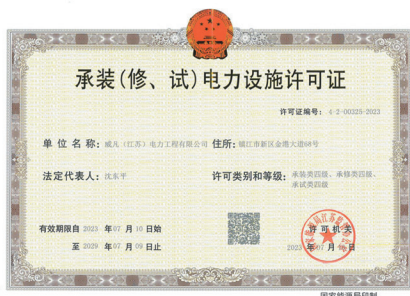 承装(修、试)电力设施许可证
许可证编号: 4-2-00325-2023
单位名称: 威凡(江苏)电力工程有限公司 住所: 镇江市新区金港大道68号
法定代表人: 沈东平 许可类别和等级: 承装类四级、承修类四级、
承试类四级
有效期限自 2023 年 07 月 10 日始
至 2029 年 07 月 09 日止
许可机关
2023 年 07 月 日
国家能源局印制